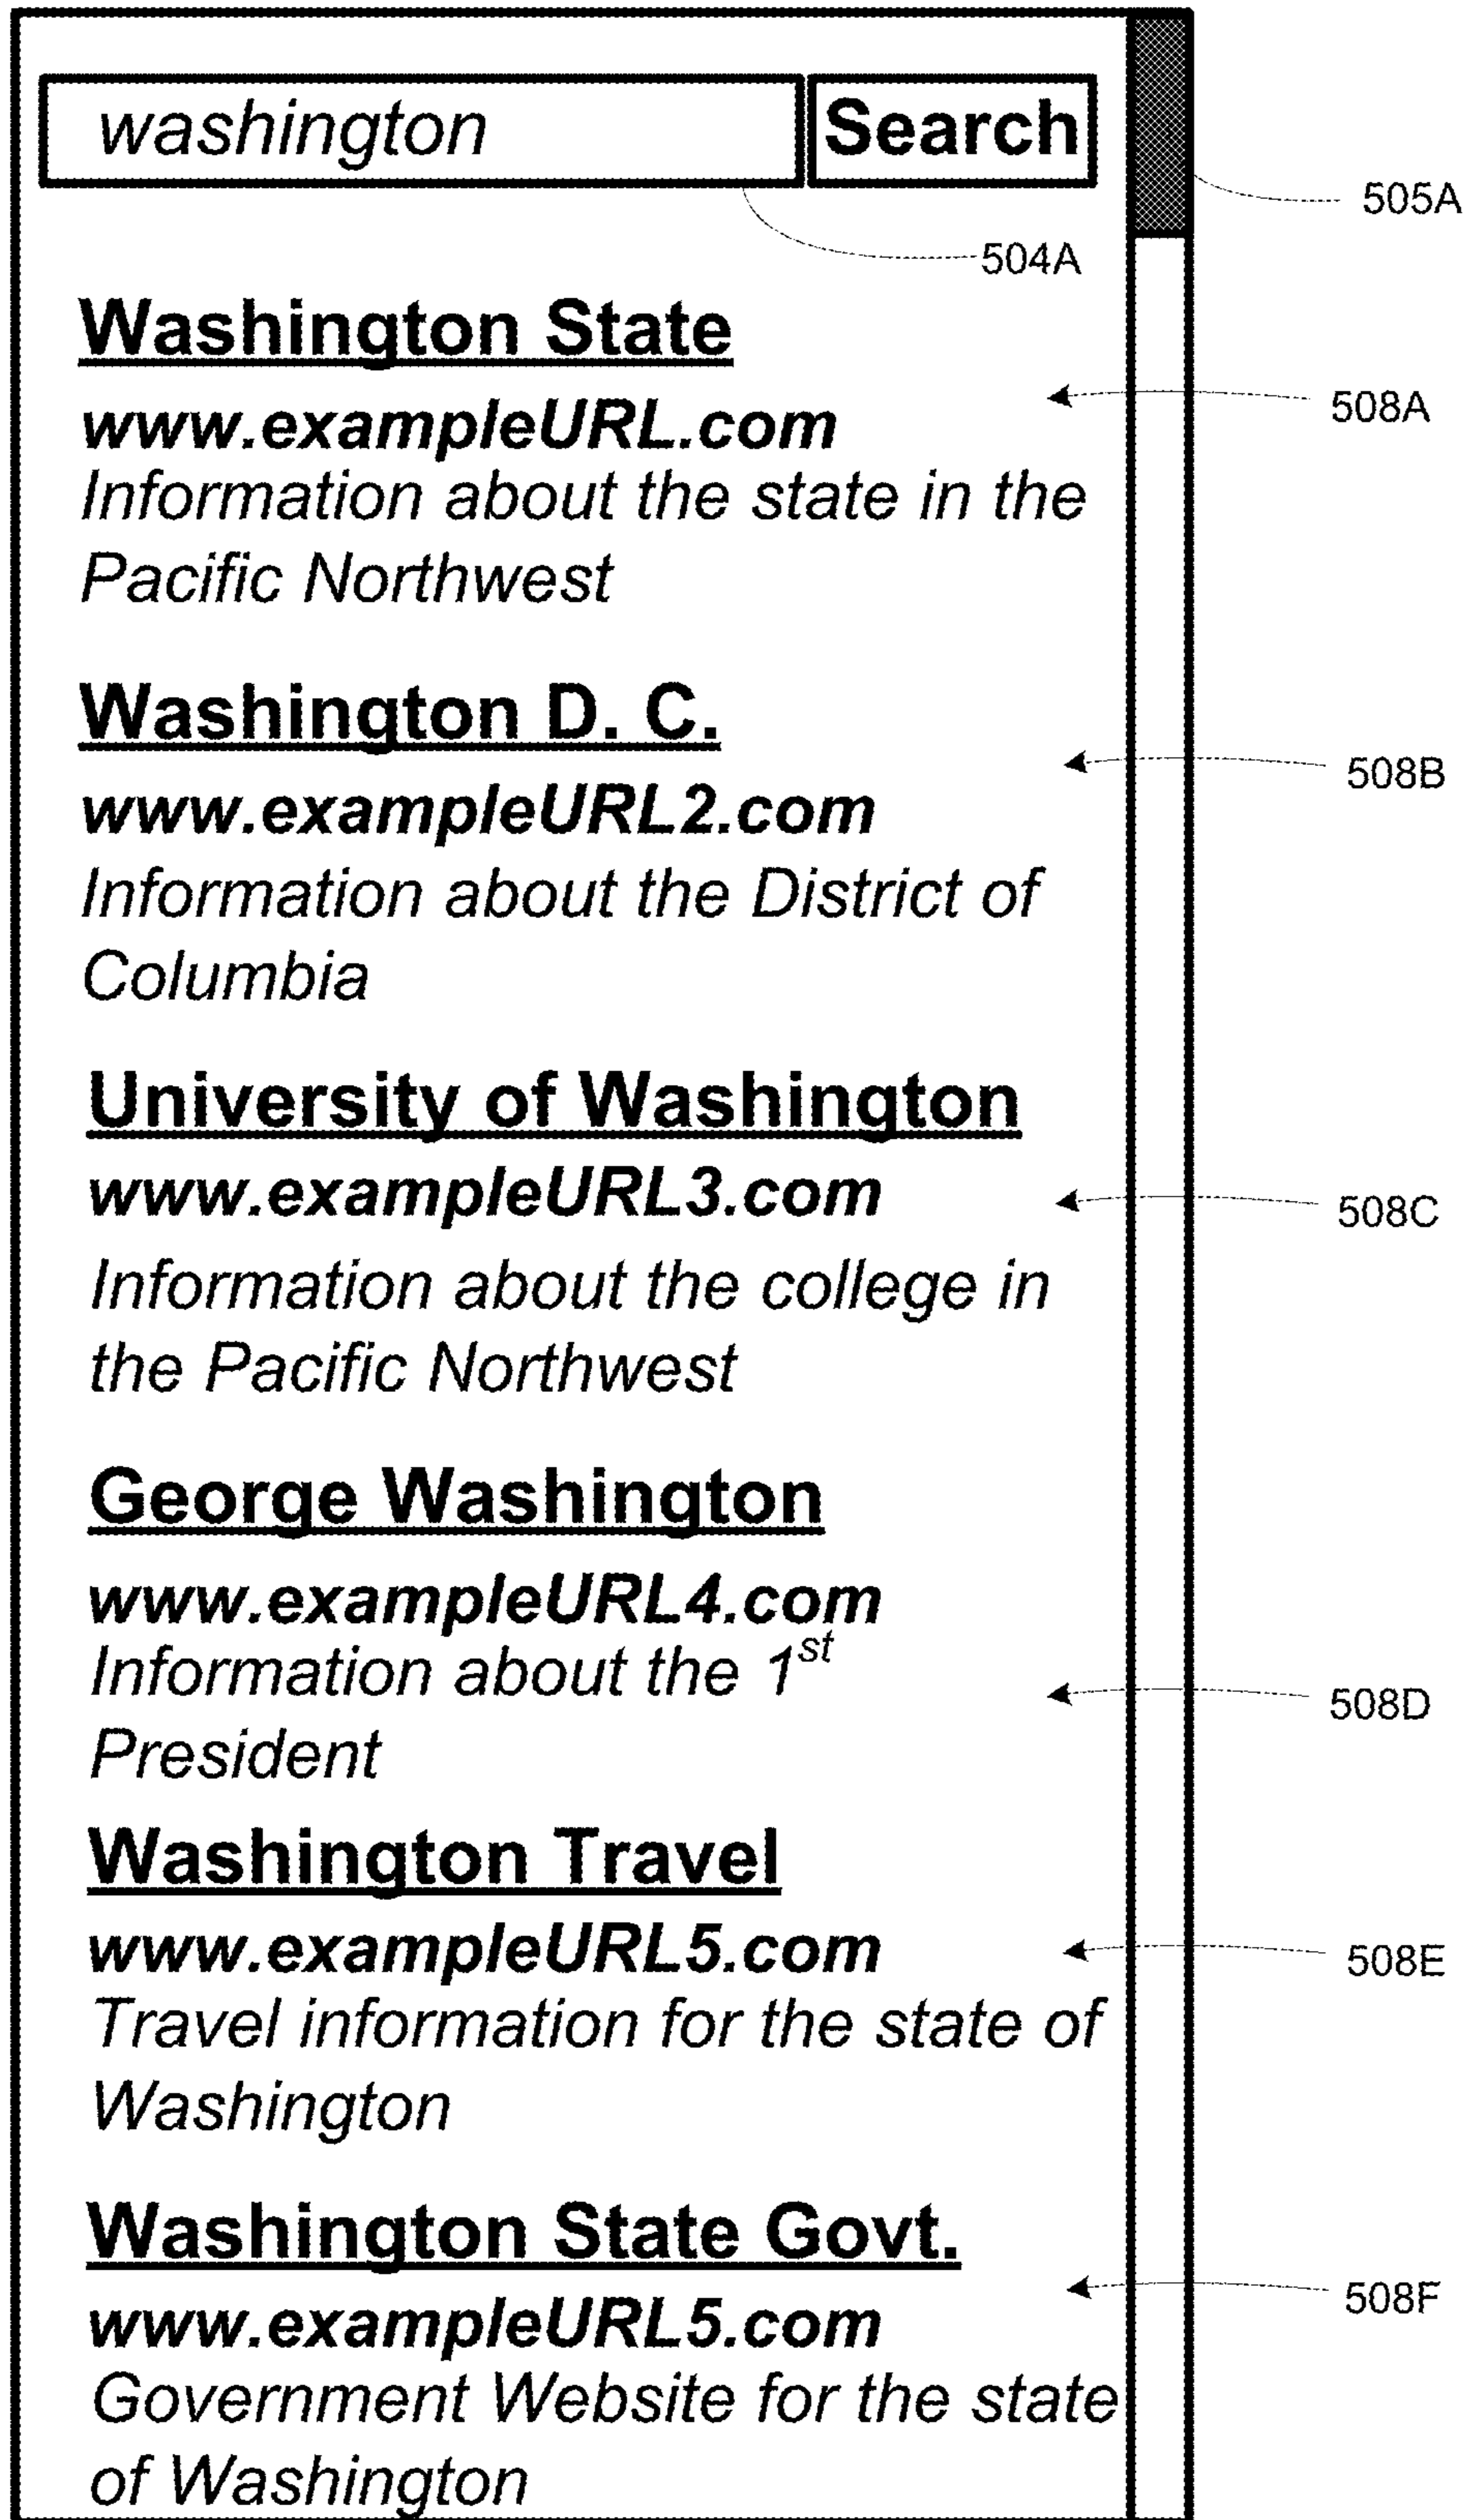 washington
Search
505A
504A
Washington State
www.exampleURL.com
508A
Information about the state in the
Pacific Northwest
Washington D. C.
508B
www.exampleURL2.com
Information about the District of
Columbia
University of Washington
www.exampleURL3.com
508C
Information about the college in
the Pacific Northwest
George Washington
www.exampleURL4.com
Information about the 1st
508D
President
Washington Travel
www.exampleURL5.com
508E
Travel information for the state of
Washington
Washington State Govt.
508F
www.exampleURL5.com
Government Website for the state
of Washington